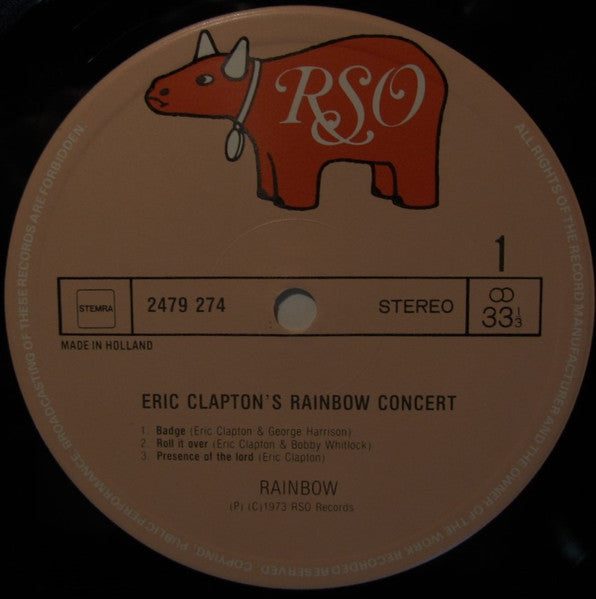 RSO
1
STEMRA
2479 274
STEREO
33 1/3
MADE IN HOLLAND
ERIC CLAPTON'S RAINBOW CONCERT
1. Badge (Eric Clapton & George Harrison)
2. Roll it over (Eric Clapton & Bobby Whitlock)
3. Presence of the lord (Eric Clapton)
RAINBOW
(P) (C)1973 RSO Records
ALL RIGHTS OF THE RECORD MANUFACTURER AND THE OWNER OF THE WORK RECORDED RESERVED. COPYING, PUBLIC PERFORMANCE, BROADCASTING OF THESE RECORDS ARE FORBIDDEN.